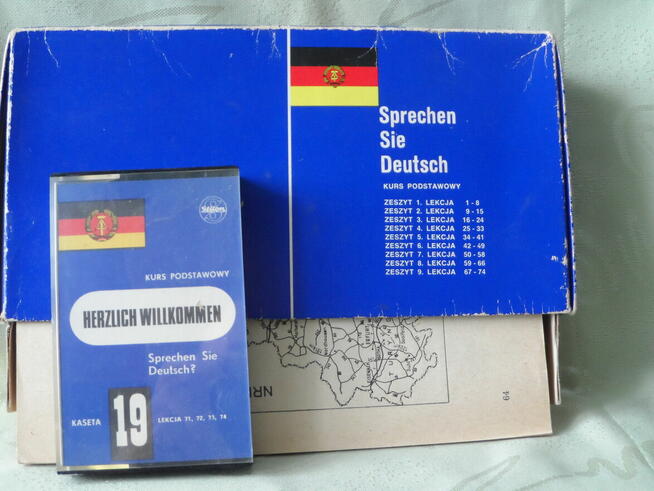 Sprechen
Sie
Deutsch
KURS PODSTAWOWY
ZESZYT 1. LEKCJA 1 - 8
ZESZYT 2. LEKCJA 9 - 15
ZESZYT 3. LEKCJA 16 - 24
ZESZYT 4. LEKCJA 25 - 33
ZESZYT 5. LEKCJA 34 - 41
ZESZYT 6. LEKCJA 42 - 49
ZESZYT 7. LEKCJA 50 - 58
ZESZYT 8. LEKCJA 59 - 66
ZESZYT 9. LEKCJA 67 - 74
KURS PODSTAWOWY
HERZLICH WILLKOMMEN
Sprechen Sie
Deutsch?
KASETA 19 LEKCJA 71, 72, 73, 74
64